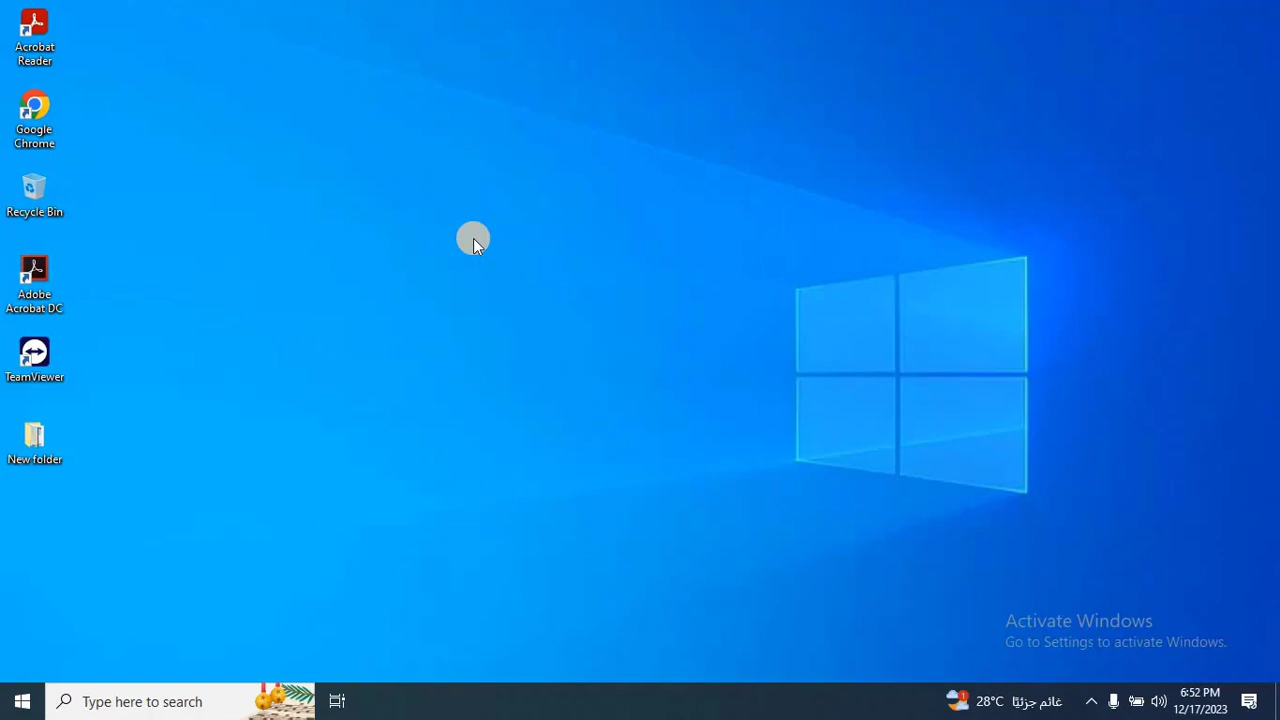 Acrobat
Reader
Google
Chrome
Recycle Bin
Adobe
Acrobat DC
TeamViewer
New folder
Activate Windows
Go to Settings to activate Windows.
Type here to search
1
28°C غائم جزئيًا
6:52 PM
12/17/2023